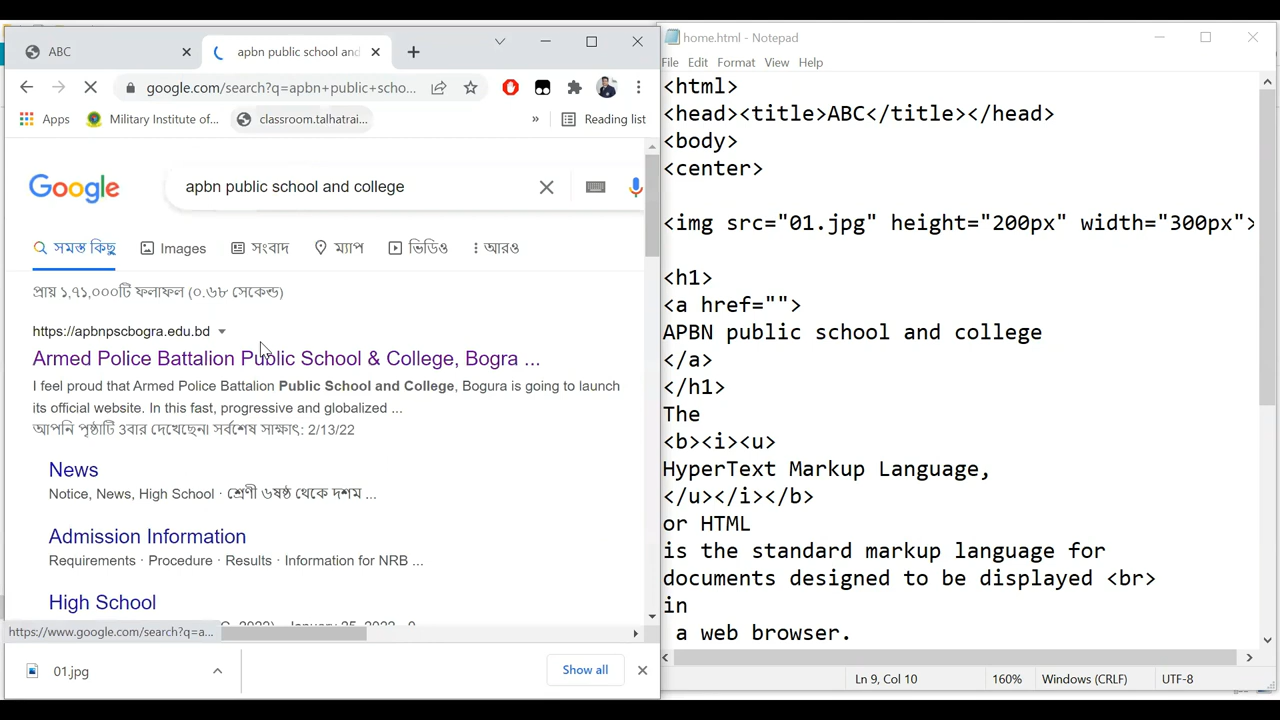 ABC
apbn public school and
google.com/search?q=apbn+public+scho...
Apps
Military Institute of...
classroom.talhatrai...
»
Reading list
Google
apbn public school and college
সমস্ত কিছু
Images
সংবাদ
ম্যাপ
ভিডিও
আরও
প্রায় ১,৭১,০০০টি ফলাফল (০.৬৮ সেকেন্ড)
https://apbnpscbogra.edu.bd
Armed Police Battalion Public School & College, Bogra ...
I feel proud that Armed Police Battalion Public School and College, Bogura is going to launch
its official website. In this fast, progressive and globalized ...
আপনি পৃষ্ঠাটি 3বার দেখেছেন। সর্বশেষ সাক্ষাৎ: 2/13/22
News
Notice, News, High School · শ্রেণী ৬ষষ্ঠ থেকে দশম ...
Admission Information
Requirements · Procedure · Results · Information for NRB ...
High School
https://www.google.com/search?q=a...
01.jpg
Show all
home.html - Notepad
File Edit Format View Help
<html>
<head><title>ABC</title></head>
<body>
<center>
<img src="01.jpg" height="200px" width="300px">
<h1>
<a href="">
APBN public school and college
</a>
</h1>
The
<b><i><u>
HyperText Markup Language,
</u></i></b>
or HTML
is the standard markup language for
documents designed to be displayed <br>
in
a web browser.
Ln 9, Col 10
160%
Windows (CRLF)
UTF-8